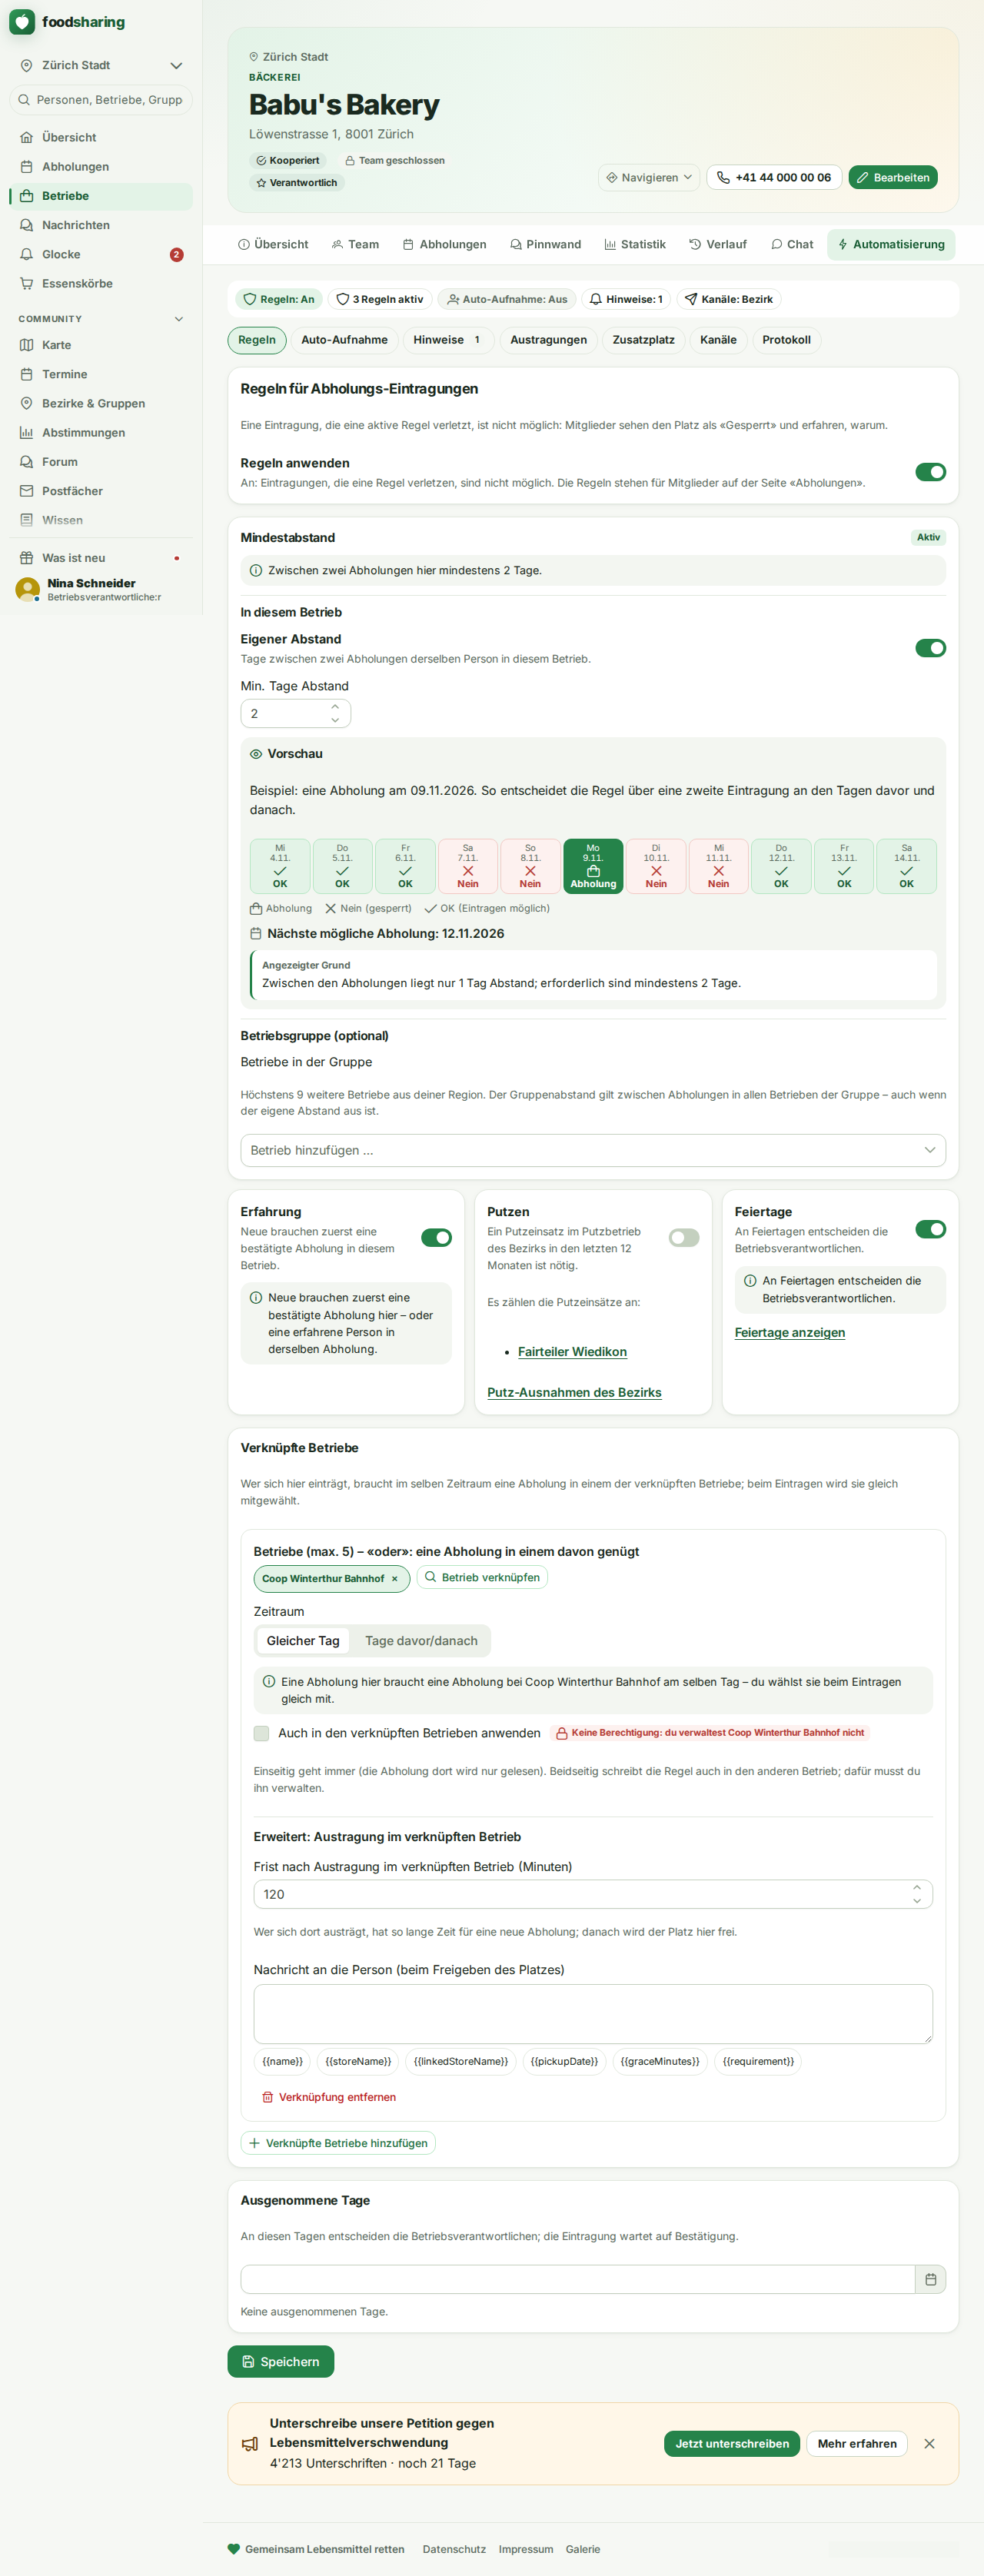 foodsharing
Zürich Stadt
Personen, Betriebe, Grupp
Übersicht
Abholungen
Betriebe
Nachrichten
Glocke 2
Essenskörbe
COMMUNITY
Karte
Termine
Bezirke & Gruppen
Abstimmungen
Forum
Postfächer
Wissen
Was ist neu
Nina Schneider
Betriebsverantwortliche:r
Zürich Stadt
BÄCKEREI
Babu's Bakery
Löwenstrasse 1, 8001 Zürich
Kooperiert Team geschlossen
Verantwortlich
Navigieren +41 44 000 00 06 Bearbeiten
Übersicht Team Abholungen Pinnwand Statistik Verlauf Chat Automatisierung
Regeln: An 3 Regeln aktiv Auto-Aufnahme: Aus Hinweise: 1 Kanäle: Bezirk
Regeln Auto-Aufnahme Hinweise 1 Austragungen Zusatzplatz Kanäle Protokoll
Regeln für Abholungs-Eintragungen
Eine Eintragung, die eine aktive Regel verletzt, ist nicht möglich: Mitglieder sehen den Platz als «Gesperrt» und erfahren, warum.
Regeln anwenden
An: Eintragungen, die eine Regel verletzen, sind nicht möglich. Die Regeln stehen für Mitglieder auf der Seite «Abholungen».
Mindestabstand Aktiv
Zwischen zwei Abholungen hier mindestens 2 Tage.
In diesem Betrieb
Eigener Abstand
Tage zwischen zwei Abholungen derselben Person in diesem Betrieb.
Min. Tage Abstand
2
Vorschau
Beispiel: eine Abholung am 09.11.2026. So entscheidet die Regel über eine zweite Eintragung an den Tagen davor und
danach.
Mi Do Fr Sa So Mo Di Mi Do Fr Sa
4.11. 5.11. 6.11. 7.11. 8.11. 9.11. 10.11. 11.11. 12.11. 13.11. 14.11.
OK OK OK Nein Nein Abholung Nein Nein OK OK OK
Abholung Nein (gesperrt) OK (Eintragen möglich)
Nächste mögliche Abholung: 12.11.2026
Angezeigter Grund
Zwischen den Abholungen liegt nur 1 Tag Abstand; erforderlich sind mindestens 2 Tage.
Betriebsgruppe (optional)
Betriebe in der Gruppe
Höchstens 9 weitere Betriebe aus deiner Region. Der Gruppenabstand gilt zwischen Abholungen in allen Betrieben der Gruppe – auch wenn
der eigene Abstand aus ist.
Betrieb hinzufügen ...
Erfahrung
Neue brauchen zuerst eine
bestätigte Abholung in diesem
Betrieb.
Neue brauchen zuerst eine
bestätigte Abholung hier – oder
eine erfahrene Person in
derselben Abholung.
Putzen
Ein Putzeinsatz im Putzbetrieb
des Bezirks in den letzten 12
Monaten ist nötig.
Es zählen die Putzeinsätze an:
• Fairteiler Wiedikon
Putz-Ausnahmen des Bezirks
Feiertage
An Feiertagen entscheiden die
Betriebsverantwortlichen.
An Feiertagen entscheiden die
Betriebsverantwortlichen.
Feiertage anzeigen
Verknüpfte Betriebe
Wer sich hier einträgt, braucht im selben Zeitraum eine Abholung in einem der verknüpften Betriebe; beim Eintragen wird sie gleich
mitgewählt.
Betriebe (max. 5) – «oder»: eine Abholung in einem davon genügt
Coop Winterthur Bahnhof × Betrieb verknüpfen
Zeitraum
Gleicher Tag Tage davor/danach
Eine Abholung hier braucht eine Abholung bei Coop Winterthur Bahnhof am selben Tag – du wählst sie beim Eintragen
gleich mit.
Auch in den verknüpften Betrieben anwenden Keine Berechtigung: du verwaltest Coop Winterthur Bahnhof nicht
Einseitig geht immer (die Abholung dort wird nur gelesen). Beidseitig schreibt die Regel auch in den anderen Betrieb; dafür musst du
ihn verwalten.
Erweitert: Austragung im verknüpften Betrieb
Frist nach Austragung im verknüpften Betrieb (Minuten)
120
Wer sich dort austrägt, hat so lange Zeit für eine neue Abholung; danach wird der Platz hier frei.
Nachricht an die Person (beim Freigeben des Platzes)
{{name}} {{storeName}} {{linkedStoreName}} {{pickupDate}} {{graceMinutes}} {{requirement}}
Verknüpfung entfernen
Verknüpfte Betriebe hinzufügen
Ausgenommene Tage
An diesen Tagen entscheiden die Betriebsverantwortlichen; die Eintragung wartet auf Bestätigung.
Keine ausgenommenen Tage.
Speichern
Unterschreibe unsere Petition gegen
Lebensmittelverschwendung
4'213 Unterschriften · noch 21 Tage
Jetzt unterschreiben Mehr erfahren
Gemeinsam Lebensmittel retten Datenschutz Impressum Galerie